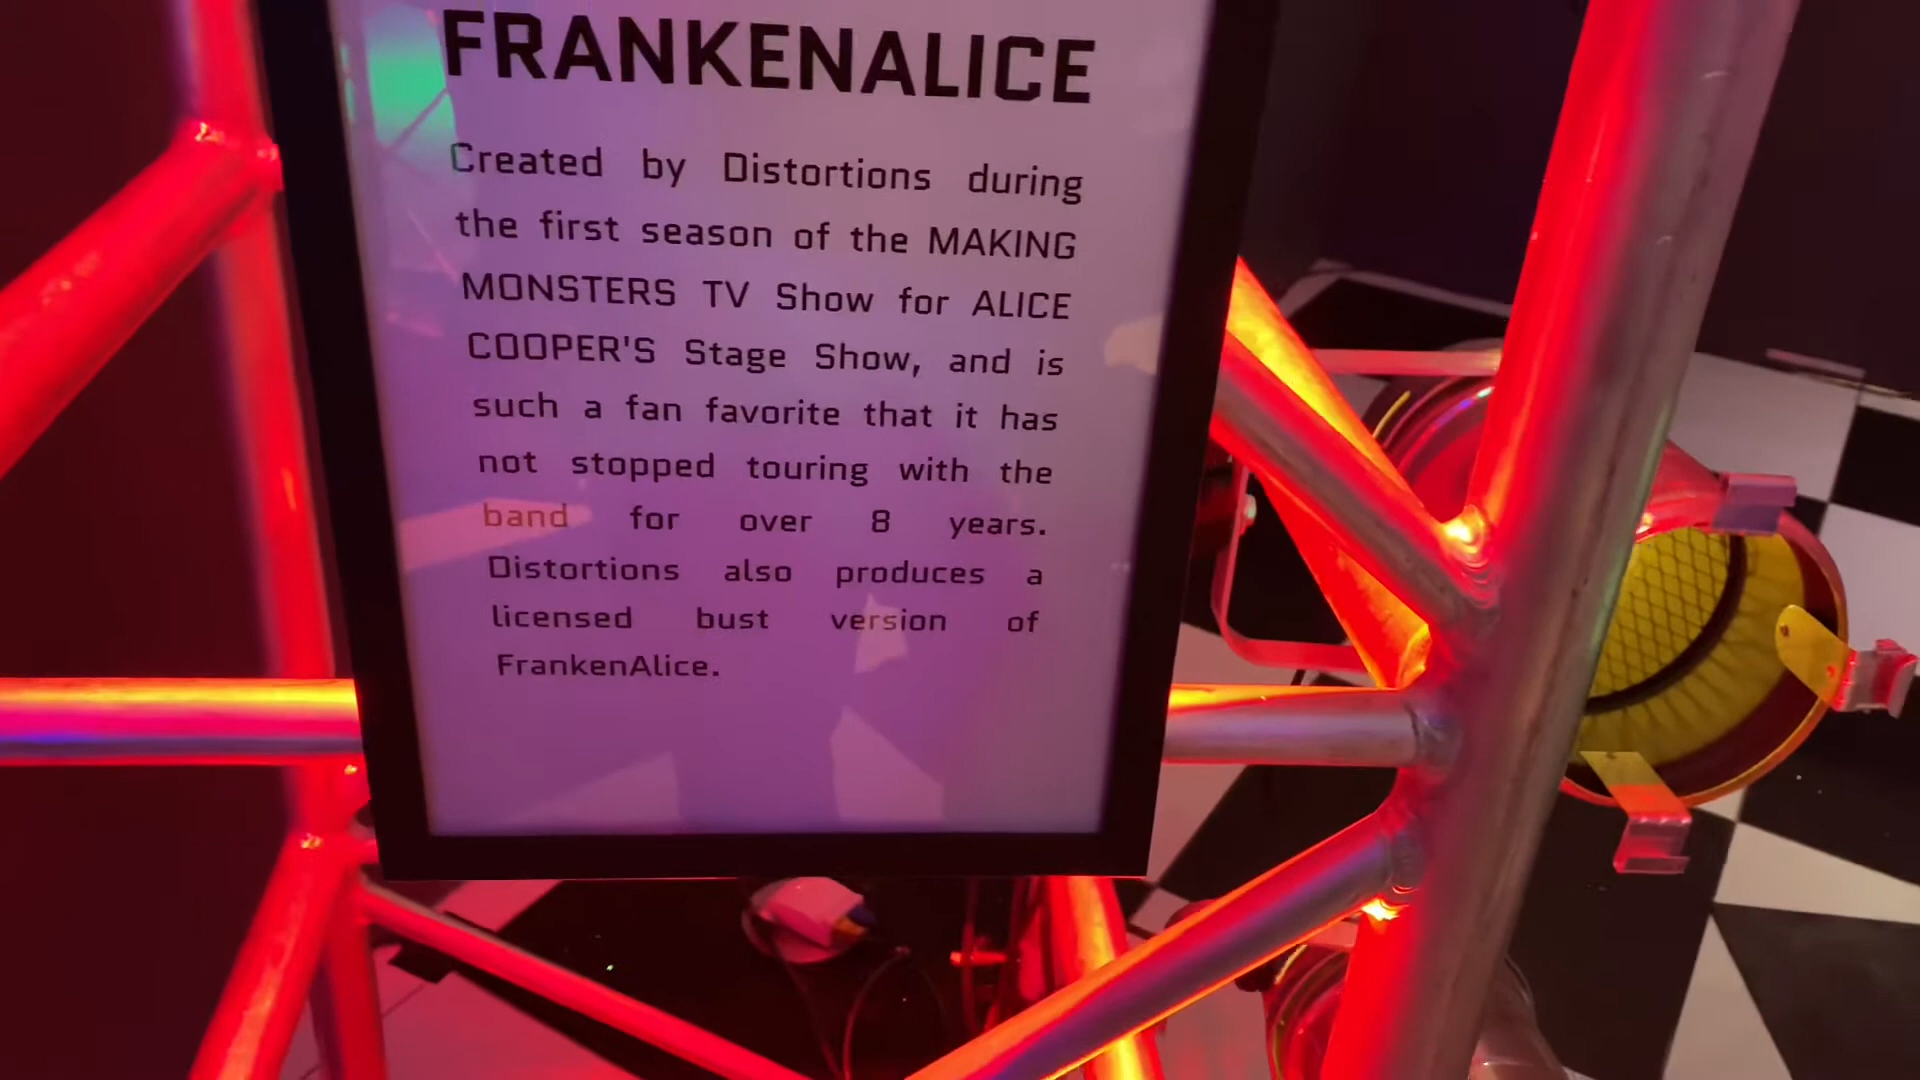 FRANKENALICE
Created by Distortions during
the first season of the MAKING
MONSTERS TV Show for ALICE
COOPER'S Stage Show, and is
such a fan favorite that it has
not stopped touring with the
band for over 8 years.
Distortions also produces a
licensed bust version of
FrankenAlice.